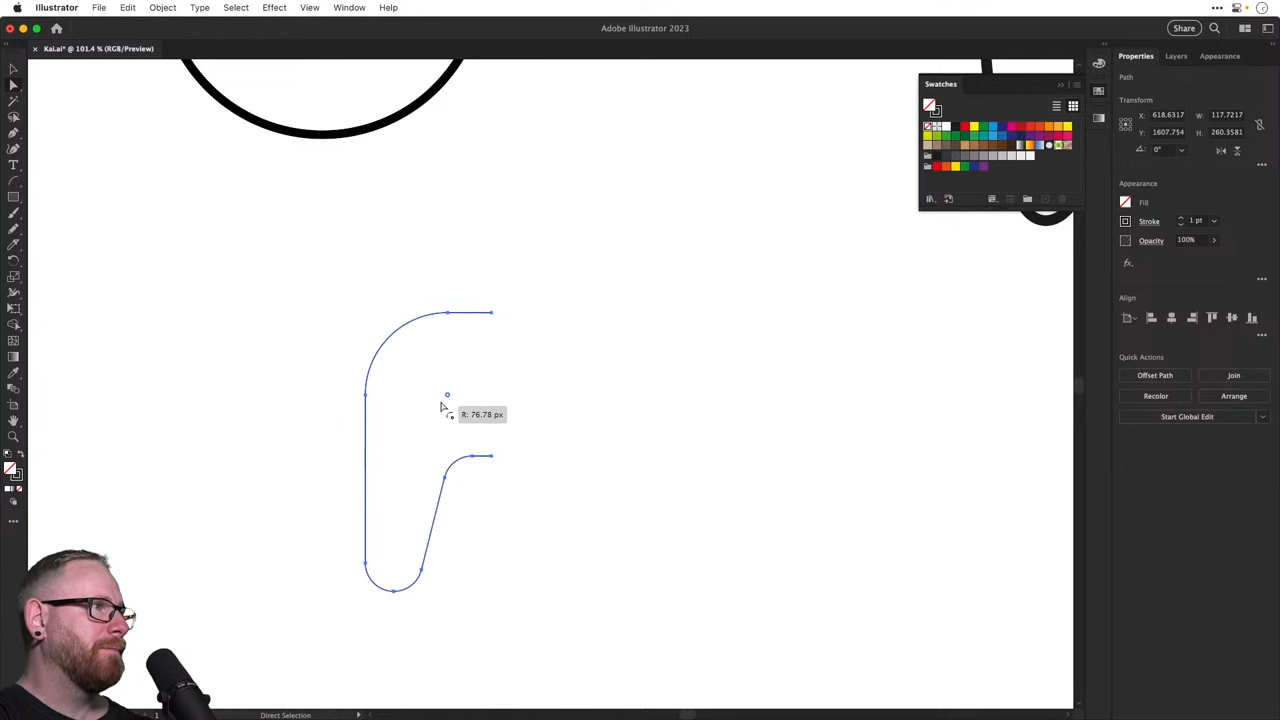 Illustrator File Edit Object Type Select Effect View Window Help
Adobe Illustrator 2023
Share
× Kai.ai* @ 101.4 % (RGB/Preview)
Properties Layers Appearance
Swatches
Path
Transform
X: 618.6317 W: 117.7217
Y: 1607.754 H: 260.3581
0°
Appearance
Fill
Stroke 1 pt
Opacity 100%
fx
Align
Quick Actions
Offset Path Join
Recolor Arrange
Start Global Edit
R: 76.78 px
1 Direct Selection